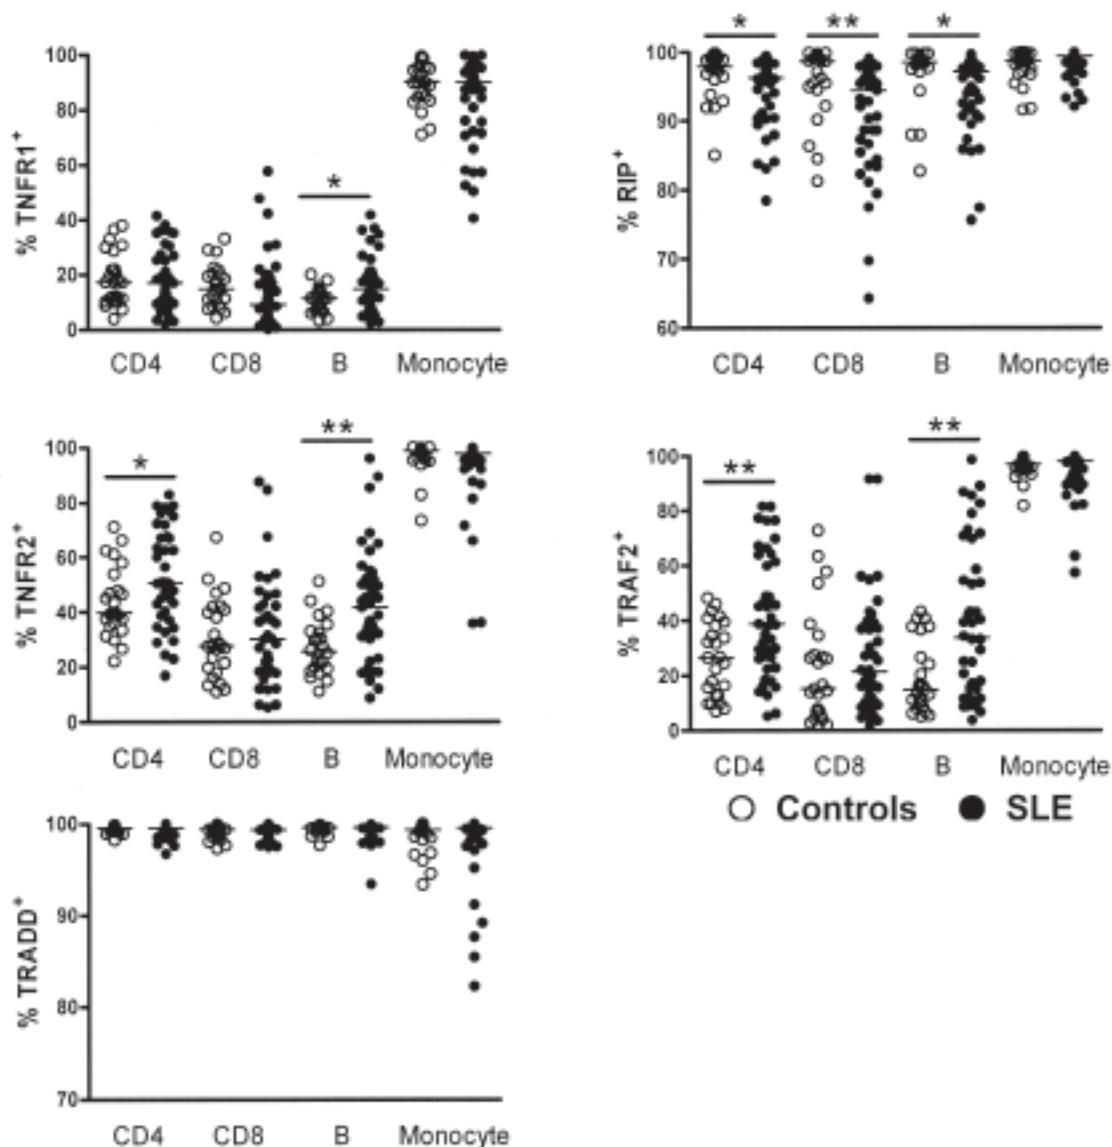 % TNFR1+
100
80
60
40
20
0
*
CD4 CD8 B Monocyte
% RIP+
100
90
80
70
60
* ** *
CD4 CD8 B Monocyte
% TNFR2+
100
80
60
40
20
0
* **
CD4 CD8 B Monocyte
% TRAF2+
100
80
60
40
20
0
** **
CD4 CD8 B Monocyte
Controls SLE
% TRADD+
100
90
80
70
CD4 CD8 B Monocyte